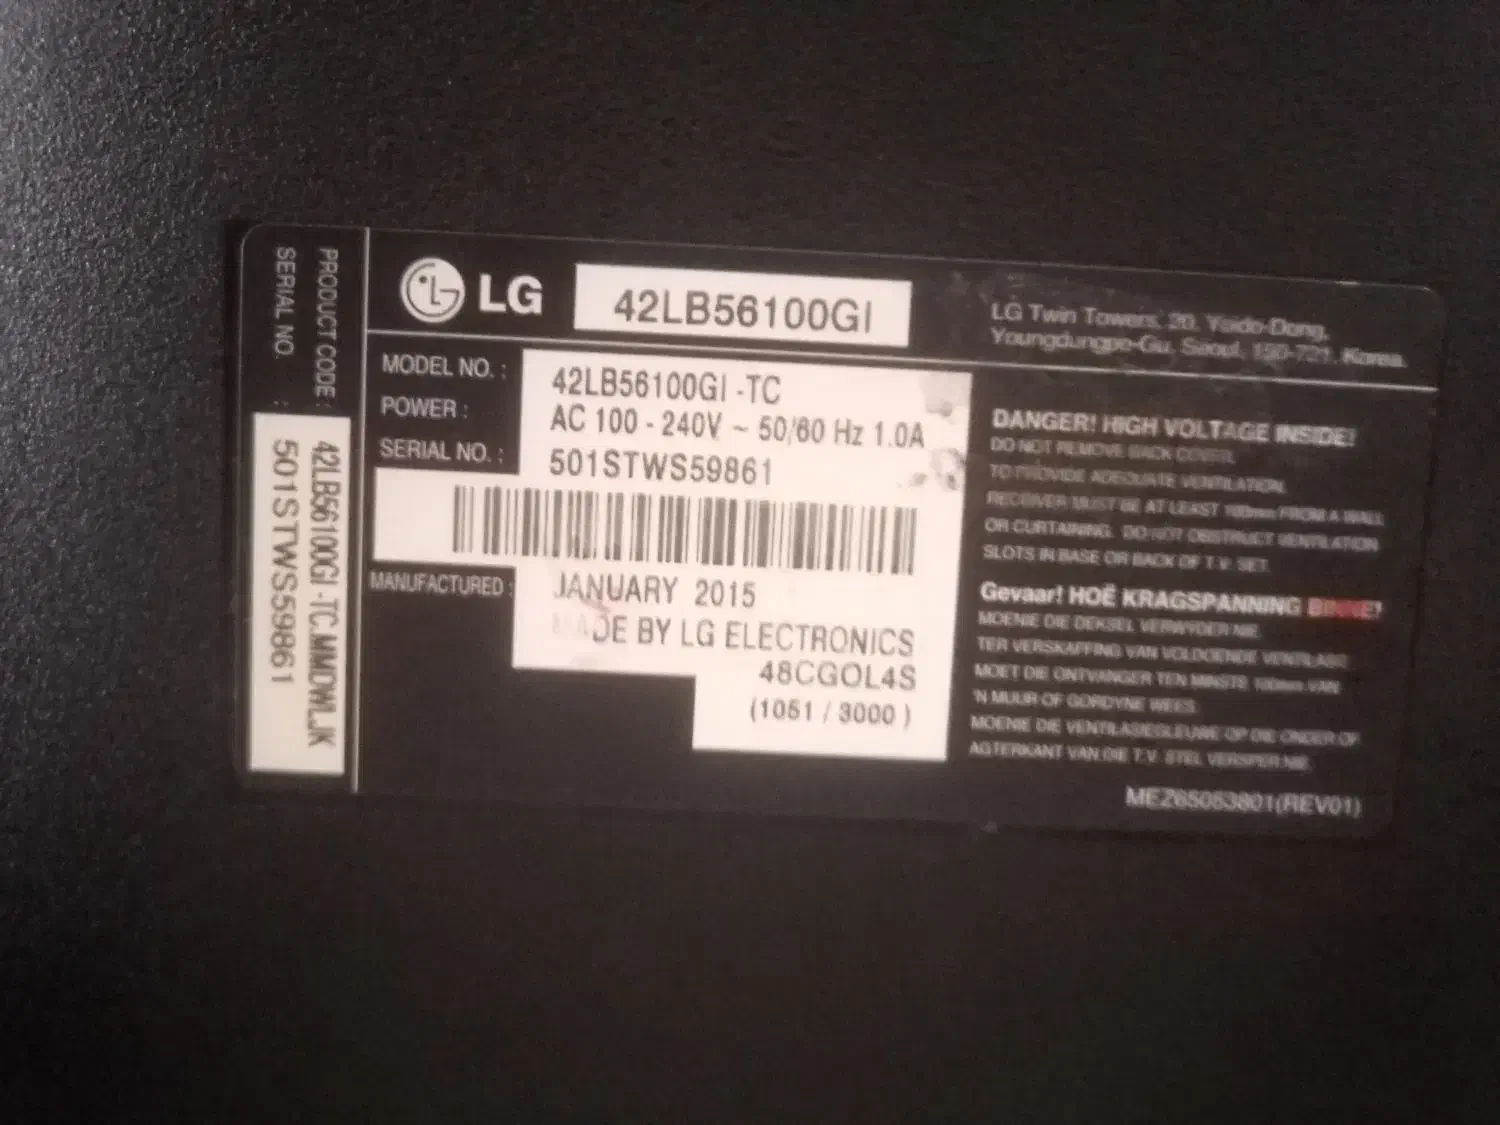 PRODUCT CODE : 42LB56100GI-TC.MMDWLJK
SERIAL NO. : 501STWS59861
LG 42LB56100GI
LG Twin Towers, 20, Yoido-Dong,
Youngdungpo-Gu, Seoul, 150-721, Korea
MODEL NO. : 42LB56100GI -TC
POWER : AC 100 - 240V ~ 50/60 Hz 1.0A
SERIAL NO. : 501STWS59861
MANUFACTURED : JANUARY 2015
MADE BY LG ELECTRONICS
48CGOL4S
(1051 / 3000 )
DANGER! HIGH VOLTAGE INSIDE!
DO NOT REMOVE BACK COVER.
TO PROVIDE ADEQUATE VENTILATION,
RECEIVER MUST BE AT LEAST 100mm FROM A WALL
OR CURTAINING. DO NOT OBSTRUCT VENTILATION
SLOTS IN BASE OR BACK OF T.V. SET.
Gevaar! HOË KRAGSPANNING BINNE!
MOENIE DIE DEKSEL VERWYDER NIE.
TER VERSKAFFING VAN VOLDOENDE VENTILASIE
MOET DIE ONTVANGER TEN MINSTE 100mm VAN
'N MUUR OF GORDYNE WEES.
MOENIE DIE VENTILASIEGLEUWE OP DIE ONDER OF
AGTERKANT VAN DIE T.V. STEL VERSPER NIE.
MEZ65053801(REV01)